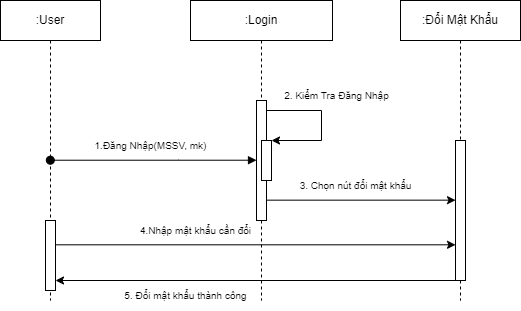 :User
:Login
:Đổi Mật Khẩu
2. Kiểm Tra Đăng Nhập
1.Đăng Nhập(MSSV, mk)
3. Chọn nút đổi mật khẩu
4.Nhập mật khẩu cần đổi
5. Đổi mật khẩu thành công